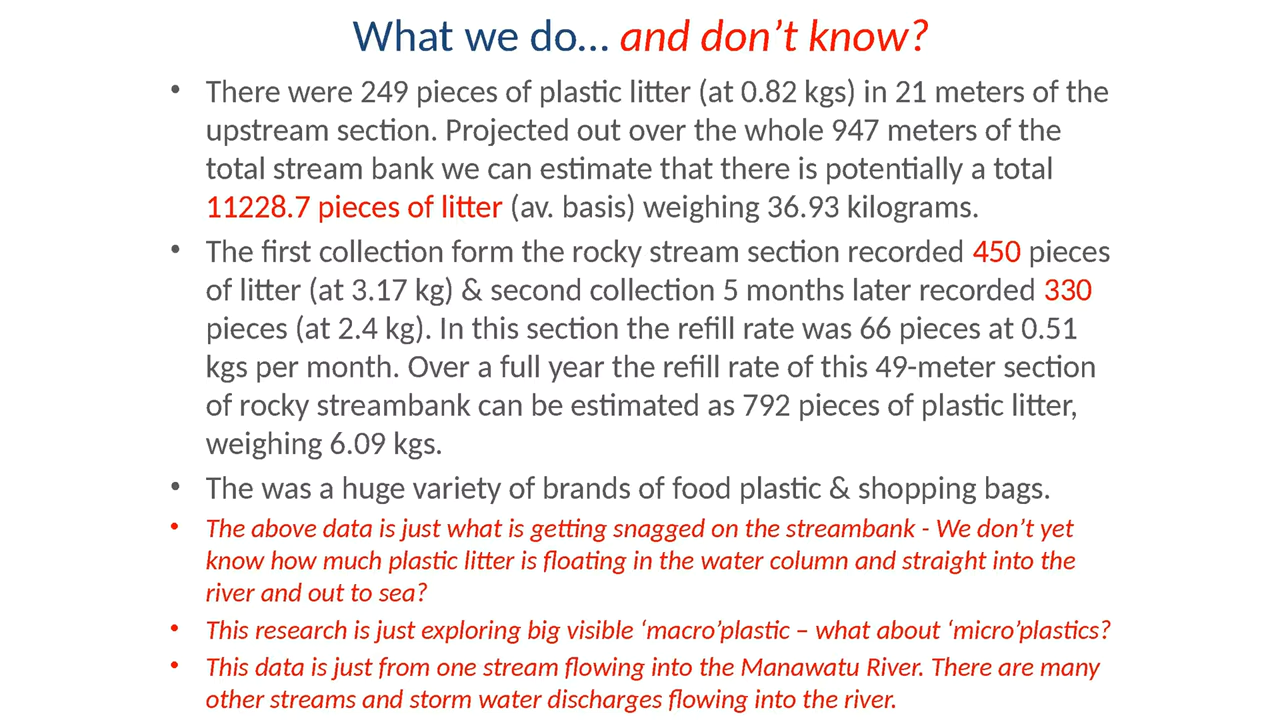 What we do... and don't know?
• There were 249 pieces of plastic litter (at 0.82 kgs) in 21 meters of the
upstream section. Projected out over the whole 947 meters of the
total stream bank we can estimate that there is potentially a total
11228.7 pieces of litter (av. basis) weighing 36.93 kilograms.
• The first collection form the rocky stream section recorded 450 pieces
of litter (at 3.17 kg) & second collection 5 months later recorded 330
pieces (at 2.4 kg). In this section the refill rate was 66 pieces at 0.51
kgs per month. Over a full year the refill rate of this 49-meter section
of rocky streambank can be estimated as 792 pieces of plastic litter,
weighing 6.09 kgs.
• The was a huge variety of brands of food plastic & shopping bags.
• The above data is just what is getting snagged on the streambank - We don't yet
know how much plastic litter is floating in the water column and straight into the
river and out to sea?
• This research is just exploring big visible ‘macro’plastic – what about ‘micro’plastics?
• This data is just from one stream flowing into the Manawatu River. There are many
other streams and storm water discharges flowing into the river.